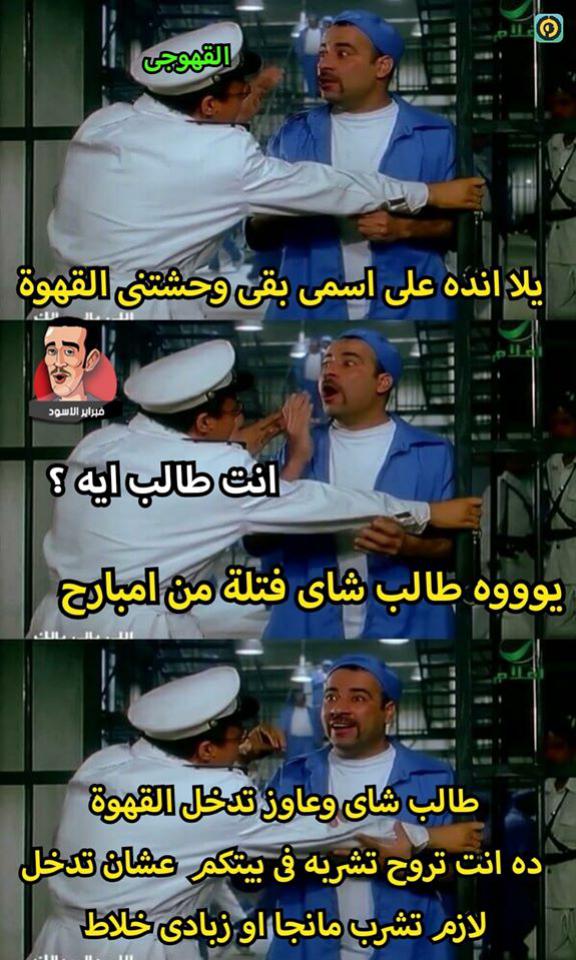 القهوجى
يلا انده على اسمى بقى وحشتنى القهوة
فبراير الاسود
انت طالب ايه ؟
يوووه طالب شاى فتلة من امبارح
أفلام
طالب شاى وعاوز تدخل القهوة
ده انت تروح تشربه فى بيتكم عشان تدخل
لازم تشرب مانجا او زبادى خلاط